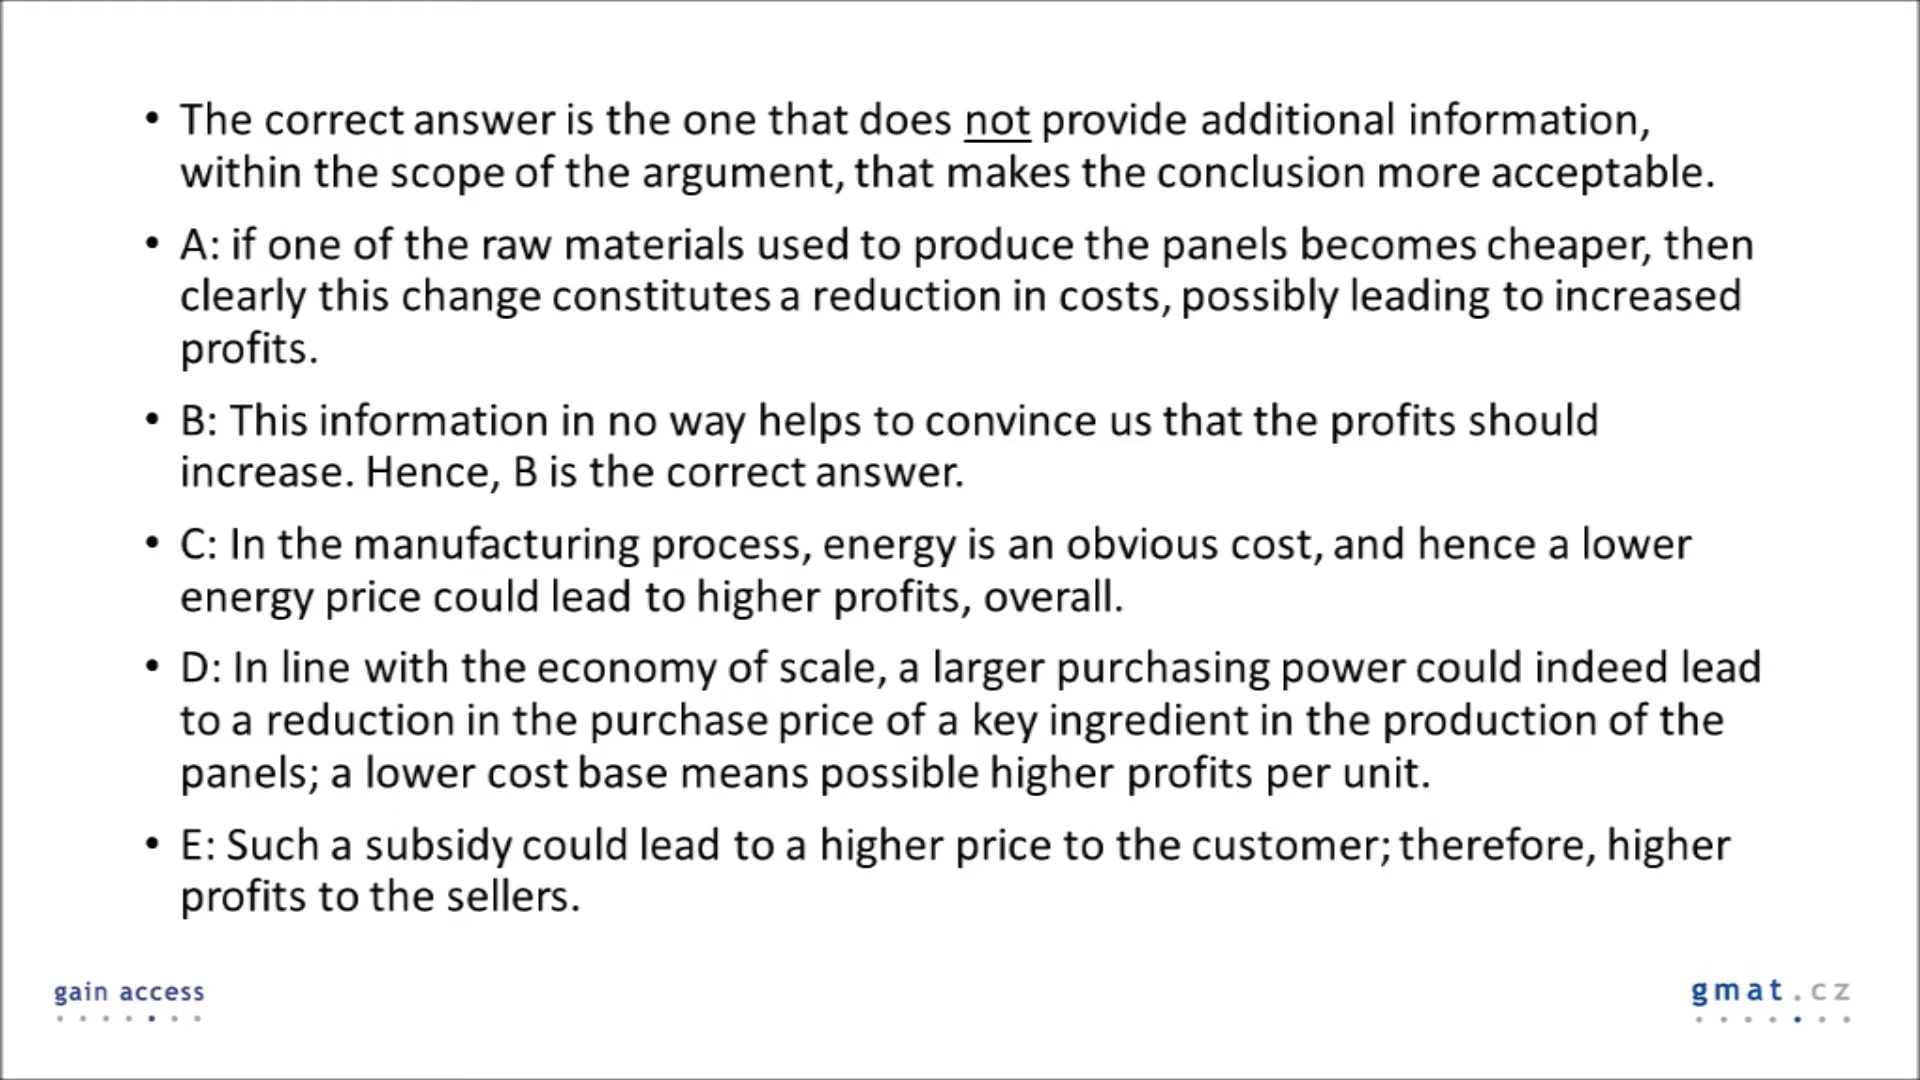 • The correct answer is the one that does not provide additional information,
within the scope of the argument, that makes the conclusion more acceptable.
• A: if one of the raw materials used to produce the panels becomes cheaper, then
clearly this change constitutes a reduction in costs, possibly leading to increased
profits.
• B: This information in no way helps to convince us that the profits should
increase. Hence, B is the correct answer.
• C: In the manufacturing process, energy is an obvious cost, and hence a lower
energy price could lead to higher profits, overall.
• D: In line with the economy of scale, a larger purchasing power could indeed lead
to a reduction in the purchase price of a key ingredient in the production of the
panels; a lower cost base means possible higher profits per unit.
• E: Such a subsidy could lead to a higher price to the customer; therefore, higher
profits to the sellers.
gain access
gmat.cz